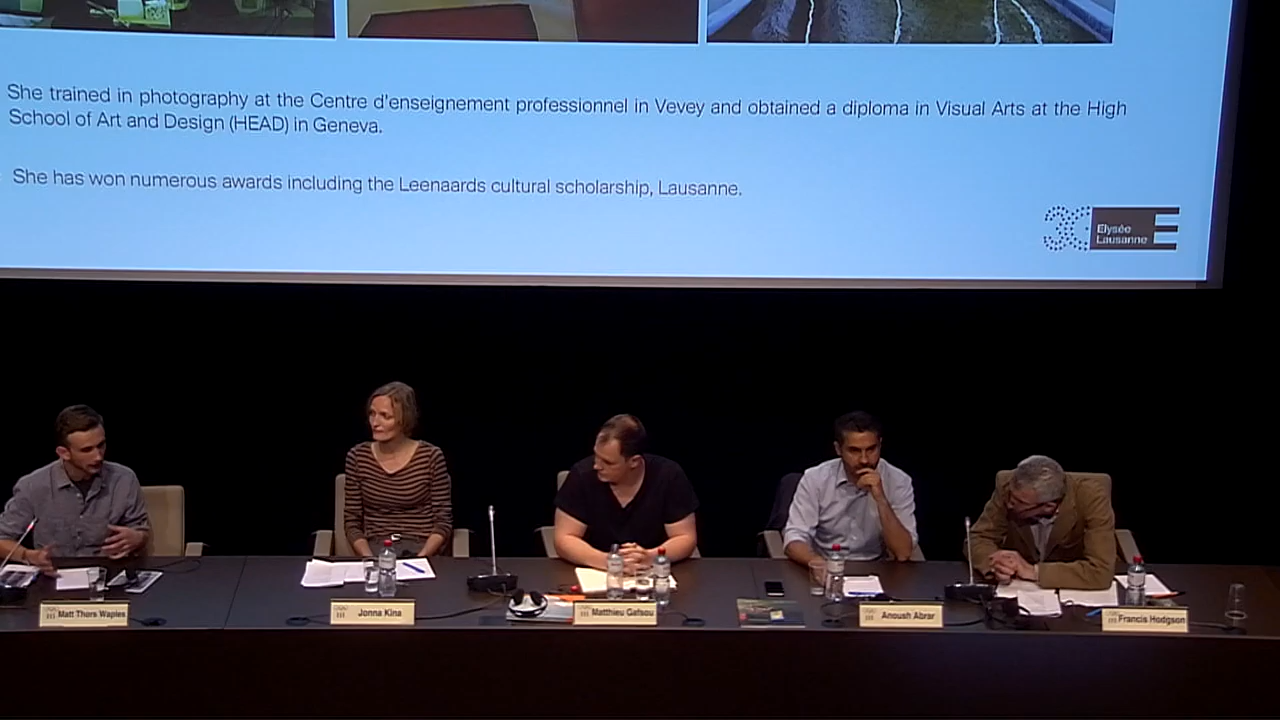 She trained in photography at the Centre d'enseignement professionnel in Vevey and obtained a diploma in Visual Arts at the High
School of Art and Design (HEAD) in Geneva.
She has won numerous awards including the Leenaards cultural scholarship, Lausanne.
Elysée
Lausanne
Matt Thors Waples
Jonna Kina
Matthieu Gafsou
Anoush Abrar
Francis Hodgson